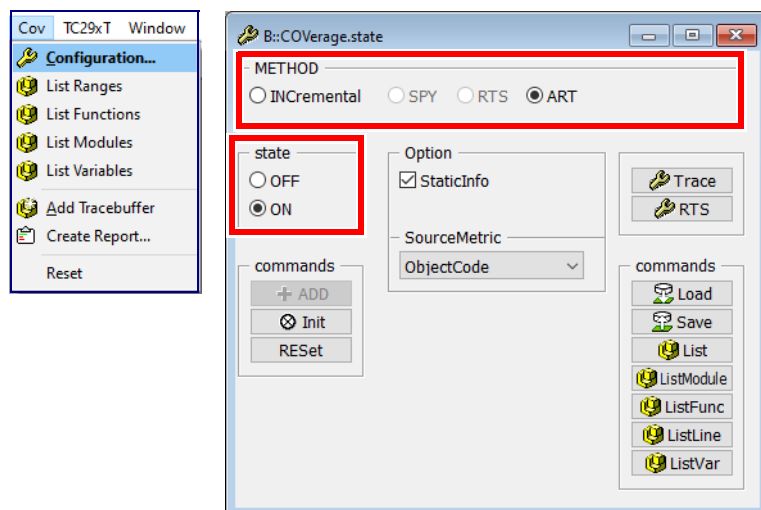 Cov TC29xT Window
Configuration...
List Ranges
List Functions
List Modules
List Variables
Add Tracebuffer
Create Report...
Reset
B::COVerage.state
METHOD
INCremental SPY RTS ART
state
OFF
ON
Option
StaticInfo
SourceMetric
ObjectCode
Trace
RTS
commands
ADD
Init
RESet
commands
Load
Save
List
ListModule
ListFunc
ListLine
ListVar